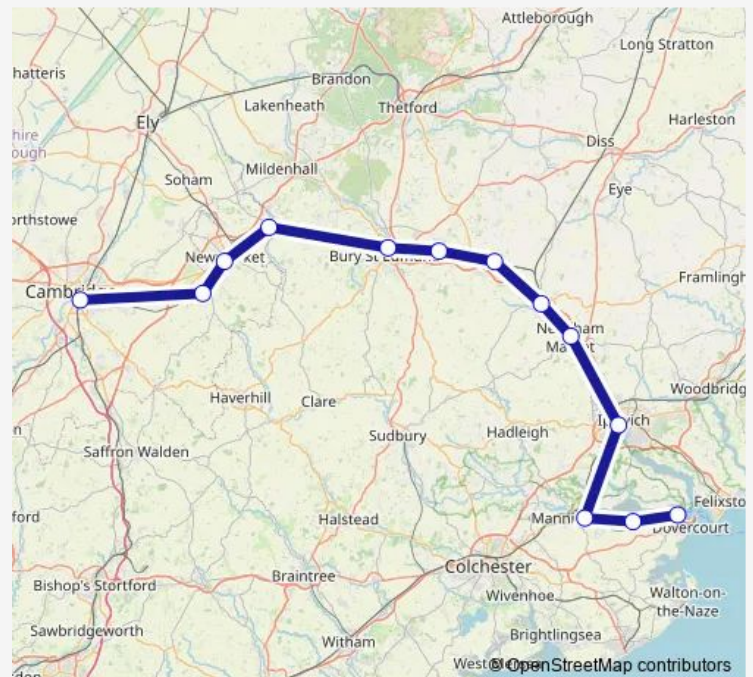 Attleborough
Long Stratton
hatteris
Brandon
Lakenheath
Thetford
Ely
Harleston
hire
ough
Diss
Mildenhall
Soham
Eye
orthstowe
Bury St
Framlingh
Woodbridg
Haverhill
Clare
Sudbury
Hadleigh
Saffron Walden
Felixsto
ford
Halstead
Dovercourt
Colchester
Braintree
Bishop's Stortford
Wivenhoe
Walton-on-
the-Naze
Sawbridgeworth
Brightlingsea
Witham
© OpenStreetMap contributors